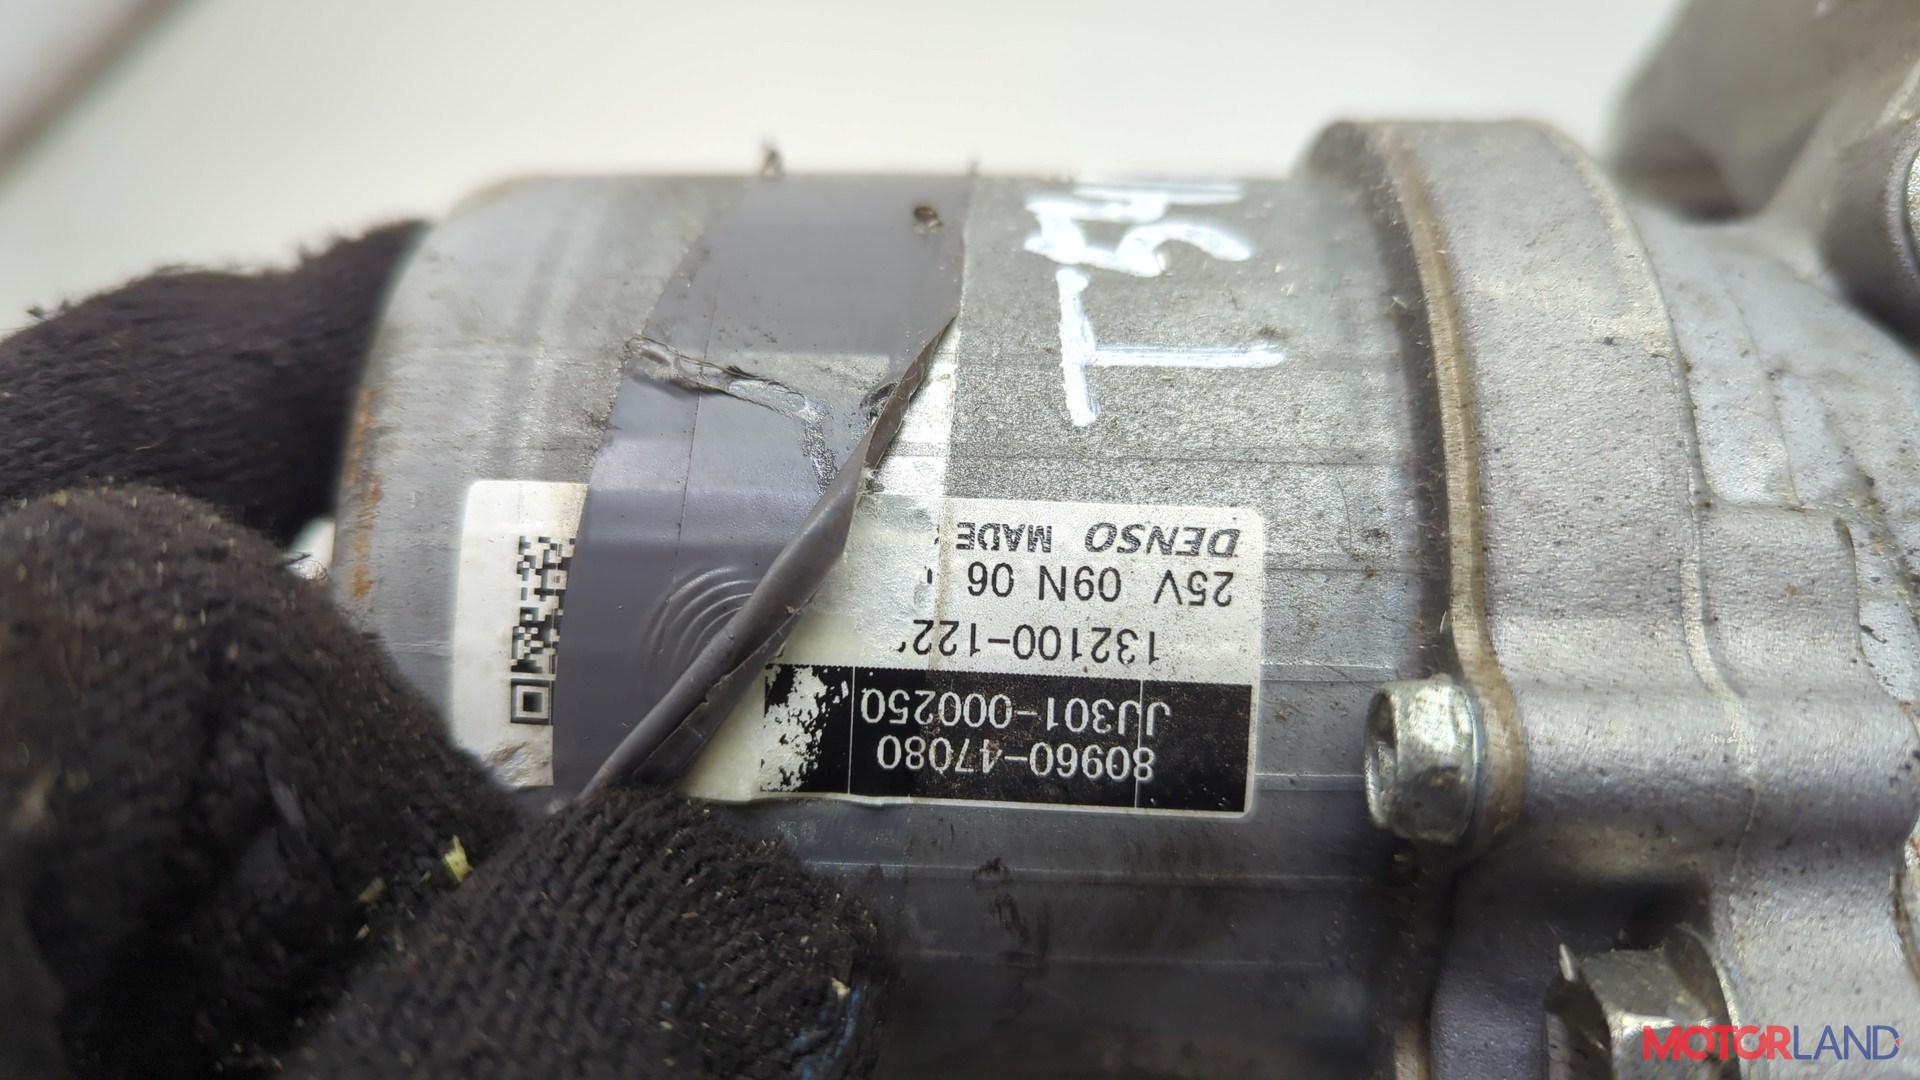 80960-47080
JJ301-000250
132100-122
25V 09N 06
DENSO MADE
MOTORLAND